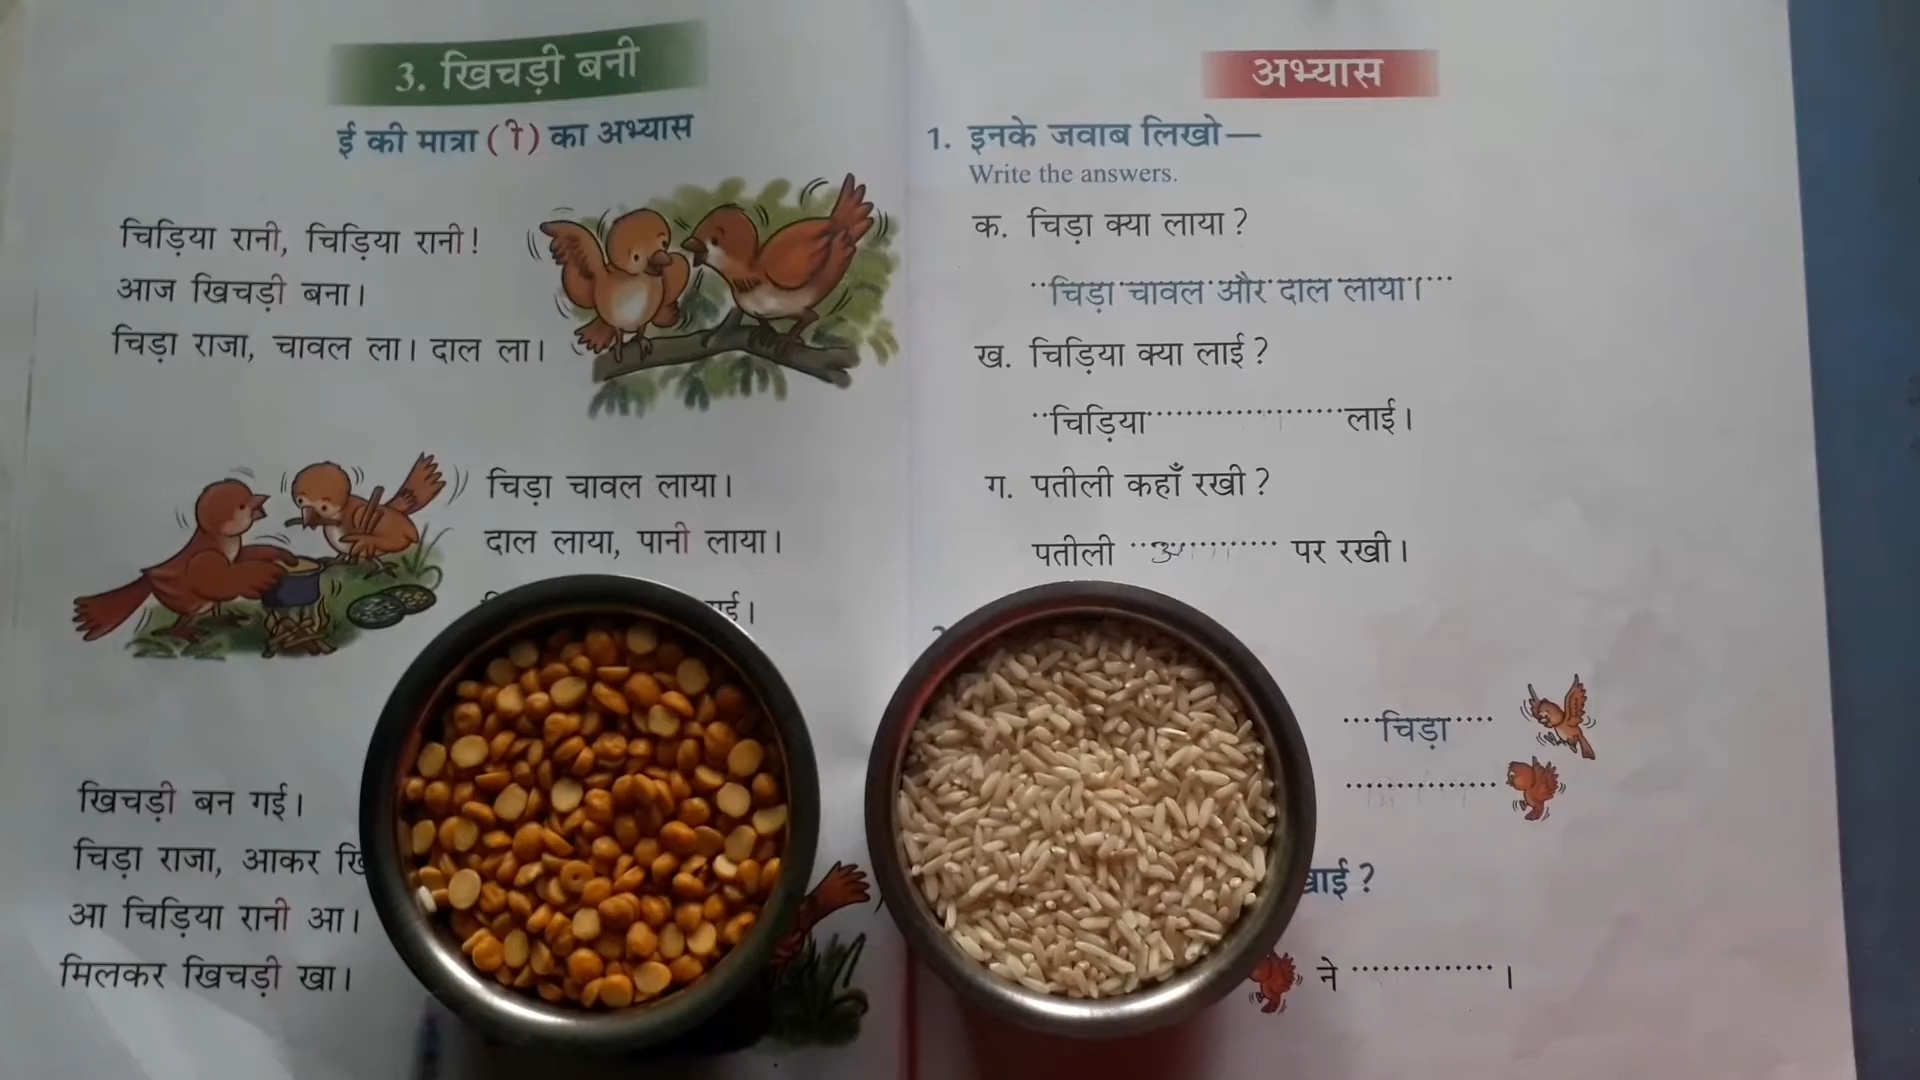 3. खिचड़ी बनी
ई की मात्रा ( ी ) का अभ्यास
चिड़िया रानी, चिड़िया रानी!
आज खिचड़ी बना।
चिड़ा राजा, चावल ला। दाल ला।
चिड़ा चावल लाया।
दाल लाया, पानी लाया।
खिचड़ी बन गई।
चिड़ा राजा, आकर
आ चिड़िया रानी आ।
मिलकर खिचड़ी खा।
अभ्यास
1. इनके जवाब लिखो—
Write the answers.
क. चिड़ा क्या लाया ?
चिड़ा चावल और दाल लाया।
ख. चिड़िया क्या लाई ?
चिड़िया .................... लाई।
ग. पतीली कहाँ रखी ?
पतीली .................... पर रखी।
चिड़ा
ने ............... ।